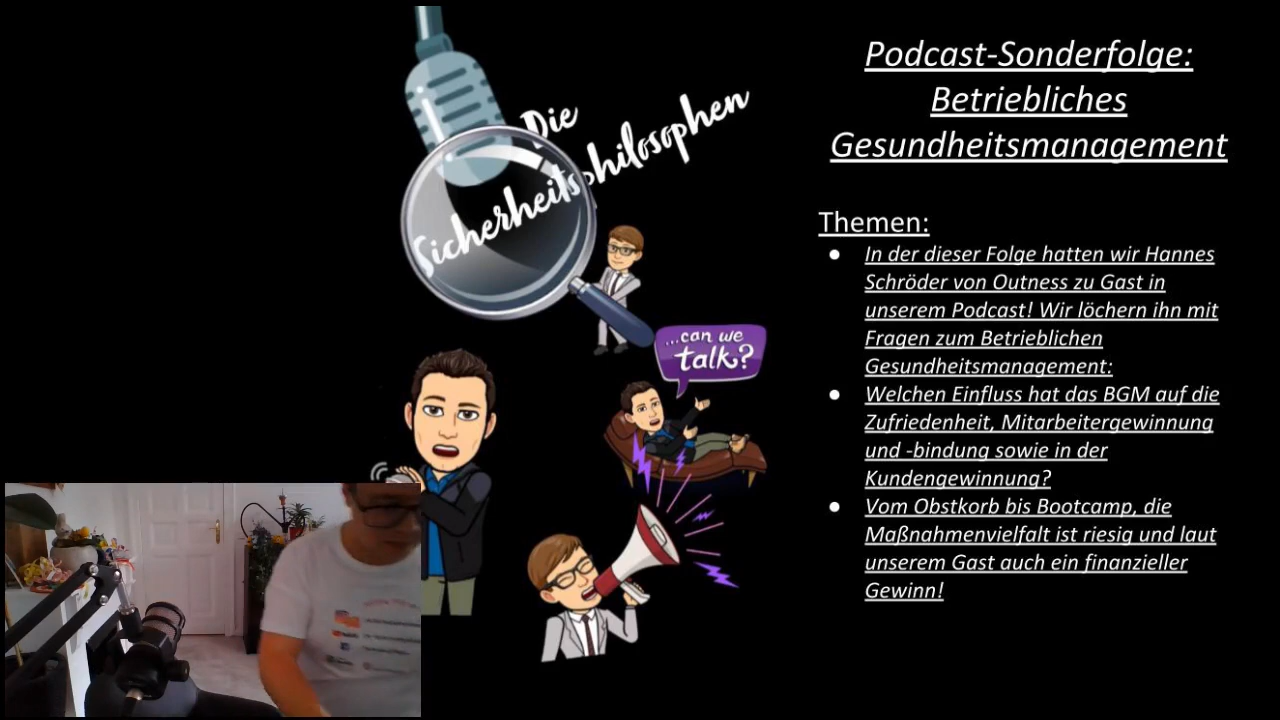 Die
Sicherheitsphilosophen
...can we
talk?
Podcast-Sonderfolge:
Betriebliches
Gesundheitsmanagement
Themen:
● In der dieser Folge hatten wir Hannes
Schröder von Outness zu Gast in
unserem Podcast! Wir löchern ihn mit
Fragen zum Betrieblichen
Gesundheitsmanagement:
● Welchen Einfluss hat das BGM auf die
Zufriedenheit, Mitarbeitergewinnung
und -bindung sowie in der
Kundengewinnung?
● Vom Obstkorb bis Bootcamp, die
Maßnahmenvielfalt ist riesig und laut
unserem Gast auch ein finanzieller
Gewinn!